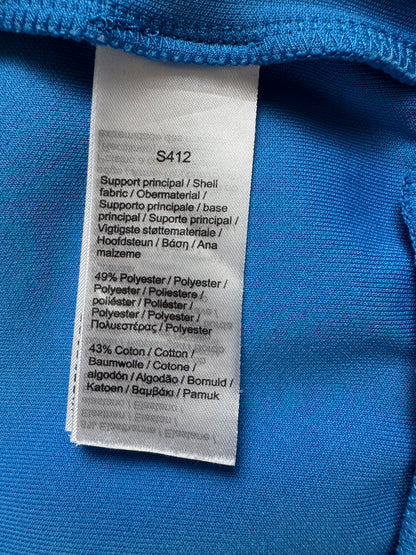 S412
Support principal / Shell
fabric / Obermaterial /
Supporto principale / base
principal / Suporte principal /
Vigtigste støttemateriale /
Hoofdsteun / Βάση / Ana
malzeme
49% Polyester / Polyester /
Polyester / Poliestere /
poliéster / Poliéster /
Polyester / Polyester /
Πολυεστέρας / Polyester
43% Coton / Cotton /
Baumwolle / Cotone /
algodón / Algodão / Bomuld /
Katoen / Βαμβάκι / Pamuk